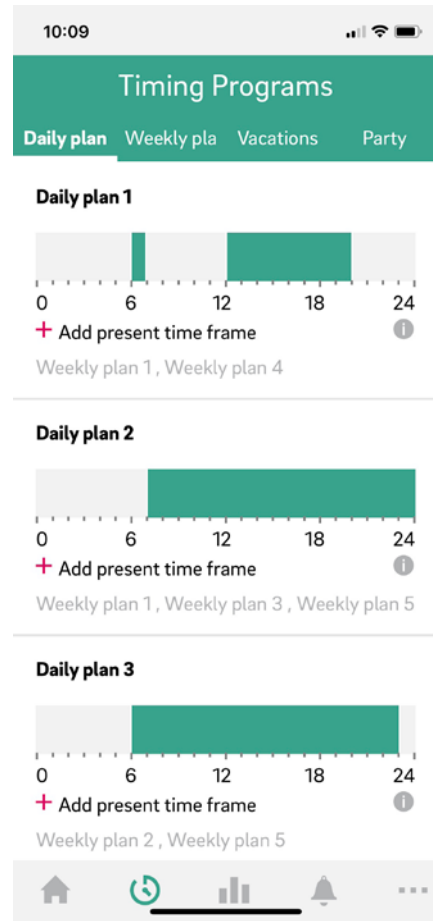 10:09
Timing Programs
Daily plan Weekly pla Vacations Party
Daily plan 1
0 6 12 18 24
+ Add present time frame i
Weekly plan 1 , Weekly plan 4
Daily plan 2
0 6 12 18 24
+ Add present time frame i
Weekly plan 1 , Weekly plan 3 , Weekly plan 5
Daily plan 3
0 6 12 18 24
+ Add present time frame i
Weekly plan 2 , Weekly plan 5